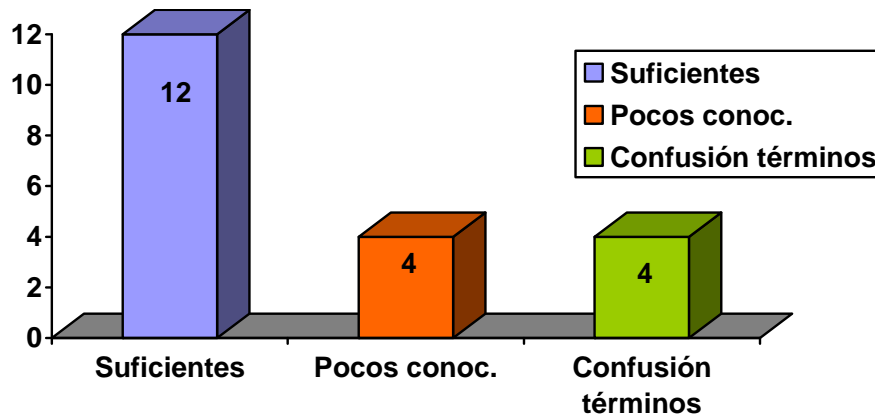 12
10
8
6
4
2
0
12
4
4
Suficientes
Pocos conoc.
Confusión términos
Suficientes
Pocos conoc.
Confusión
términos